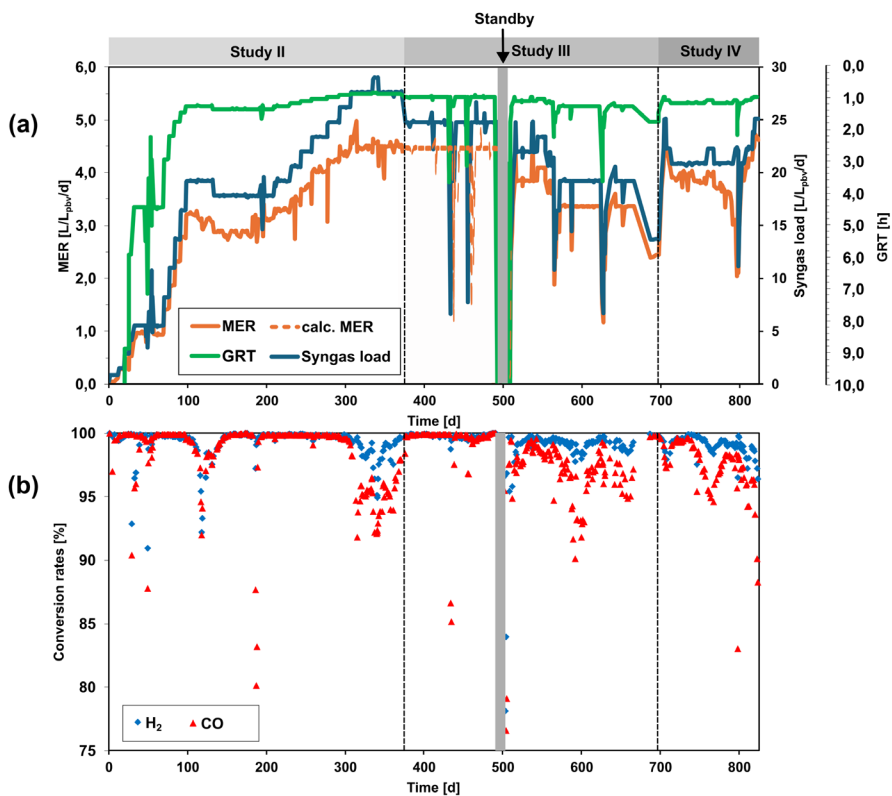 Standby
Study II
Study III
Study IV
(a)
MER [L/L_pbv/d]
6,0
5,0
4,0
3,0
2,0
1,0
0,0
Syngas load [L/L_pbv/d]
30
25
20
15
10
5
0
GRT [h]
0,0
1,0
2,0
3,0
4,0
5,0
6,0
7,0
8,0
9,0
10,0
MER
calc. MER
GRT
Syngas load
0
100
200
300
400
500
600
700
800
Time [d]
(b)
Conversion rates [%]
100
95
90
85
80
75
H₂
CO
0
100
200
300
400
500
600
700
800
Time [d]